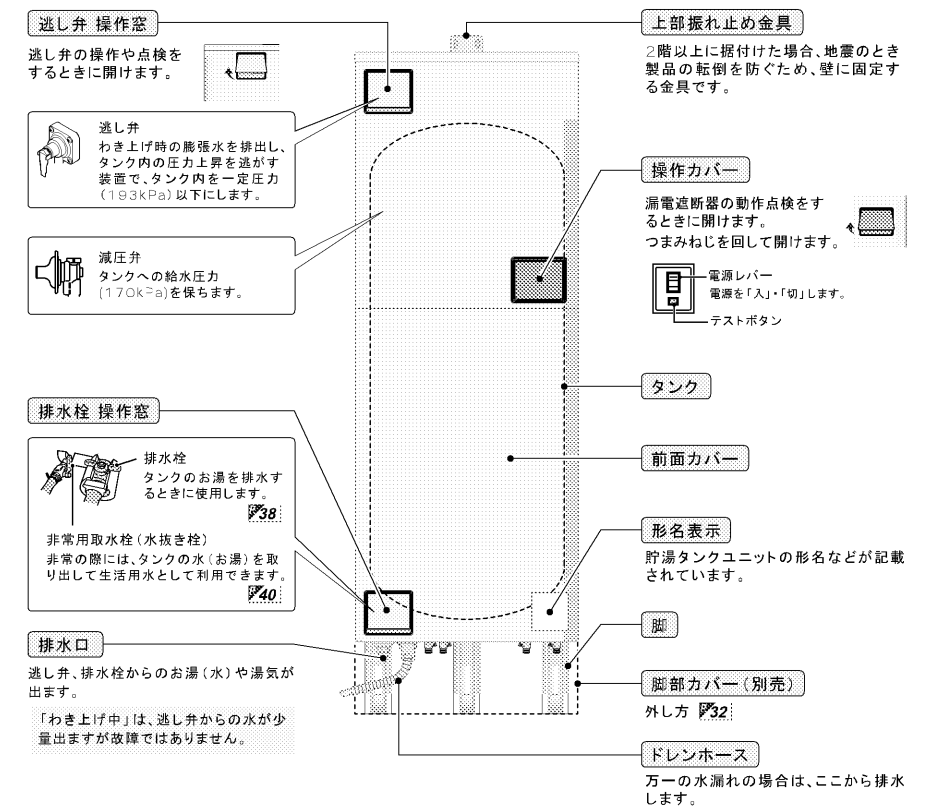 逃し弁 操作窓
逃し弁の操作や点検を
するときに開けます。
逃し弁
わき上げ時の膨張水を排出し、
タンク内の圧力上昇を逃がす
装置で、タンク内を一定圧力
(193kPa)以下にします。
減圧弁
タンクへの給水圧力
(170kPa)を保ちます。
排水栓 操作窓
排水栓
タンクのお湯を排水す
るときに使用します。
38
非常用取水栓(水抜き栓)
非常の際には、タンクの水(お湯)を取
り出して生活用水として利用できます。
40
排水口
逃し弁、排水栓からのお湯(水)や湯気が
出ます。
「わき上げ中」は、逃し弁からの水が少
量出ますが故障ではありません。
上部振れ止め金具
2階以上に据付けた場合、地震のとき
製品の転倒を防ぐため、壁に固定す
る金具です。
操作カバー
漏電遮断器の動作点検をす
るときに開けます。
つまみねじを回して開けます。
電源レバー
電源を「入」・「切」します。
テストボタン
タンク
前面カバー
形名表示
貯湯タンクユニットの形名などが記載
されています。
脚
脚部カバー(別売)
外し方 32
ドレンホース
万一の水漏れの場合は、ここから排水
します。